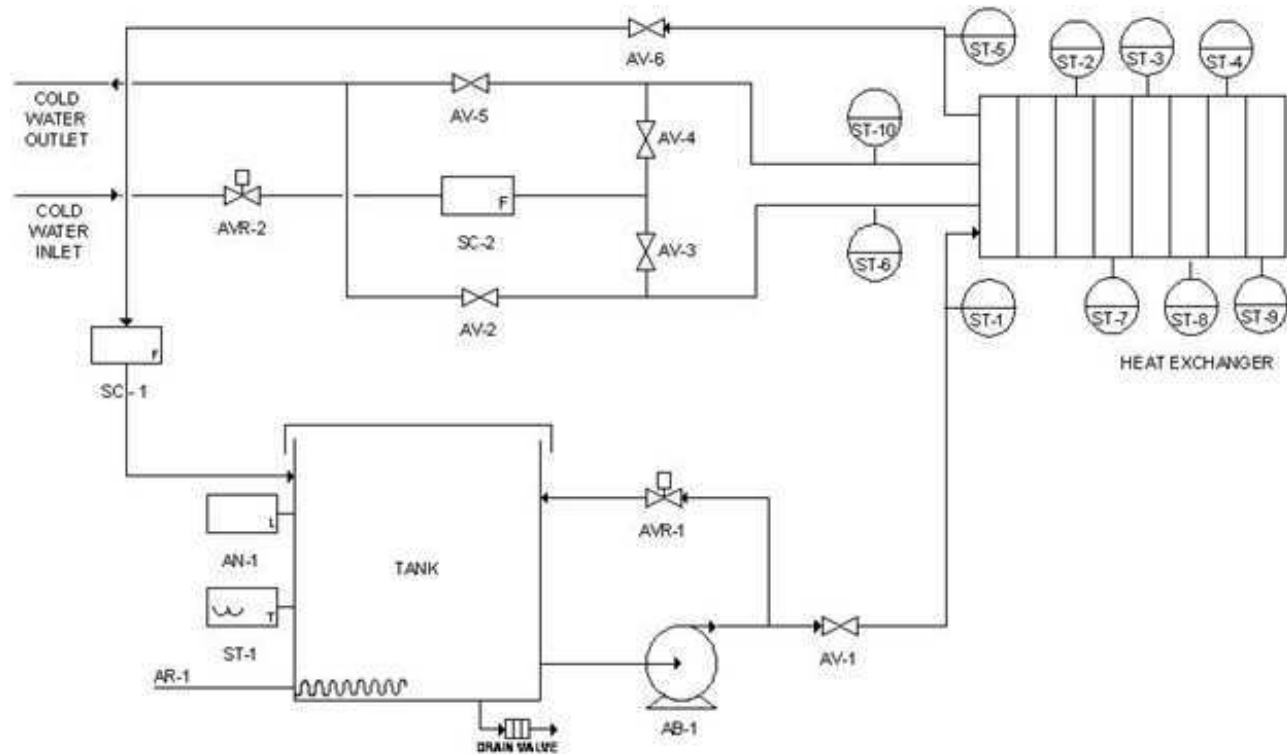 AV-6
ST-5
ST-2
ST-3
ST-4
COLD
WATER
OUTLET
AV-5
AV-4
ST-10
COLD
WATER
INLET
AVR-2
F
SC-2
AV-3
ST-6
AV-2
ST-1
ST-7
ST-8
ST-9
HEAT EXCHANGER
F
SC-1
L
AN-1
TANK
AVR-1
T
ST-1
AR-1
AV-1
AB-1
DRAIN VALVE